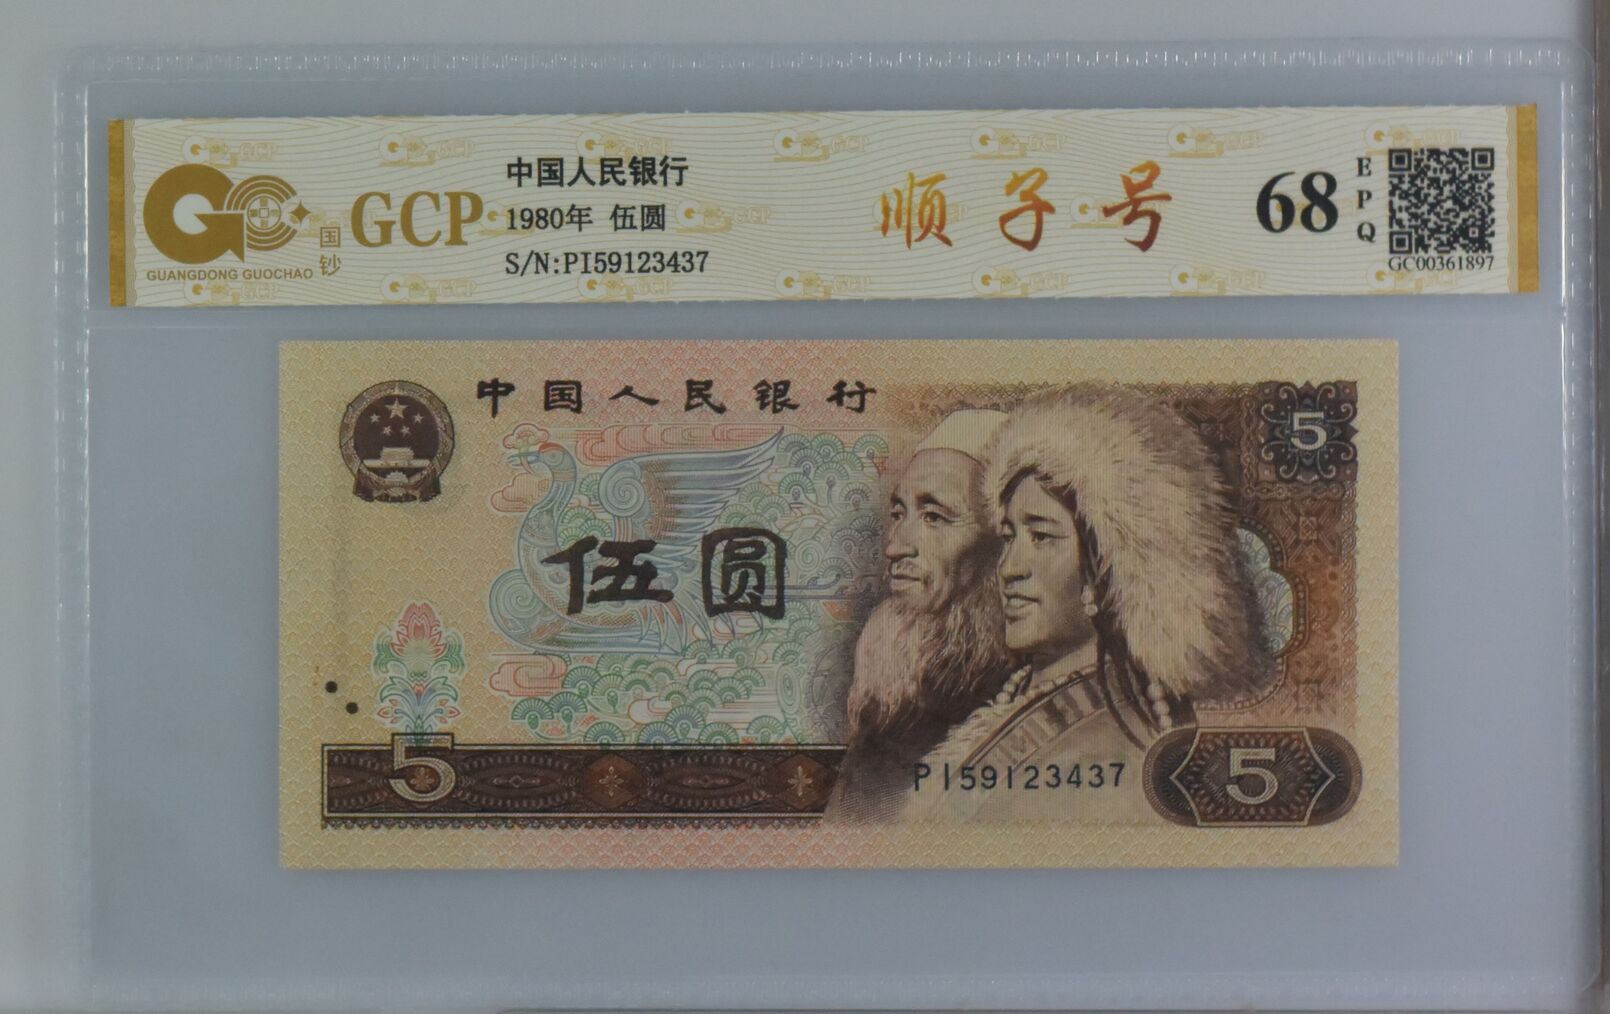 GUANGDONG GUOCHAO
国钞
GCP
中国人民银行
1980年 伍圆
S/N:PI59123437
顺子号
68
EPQ
GC00361897
中国人民银行
5
伍圆
5
PI59123437
5